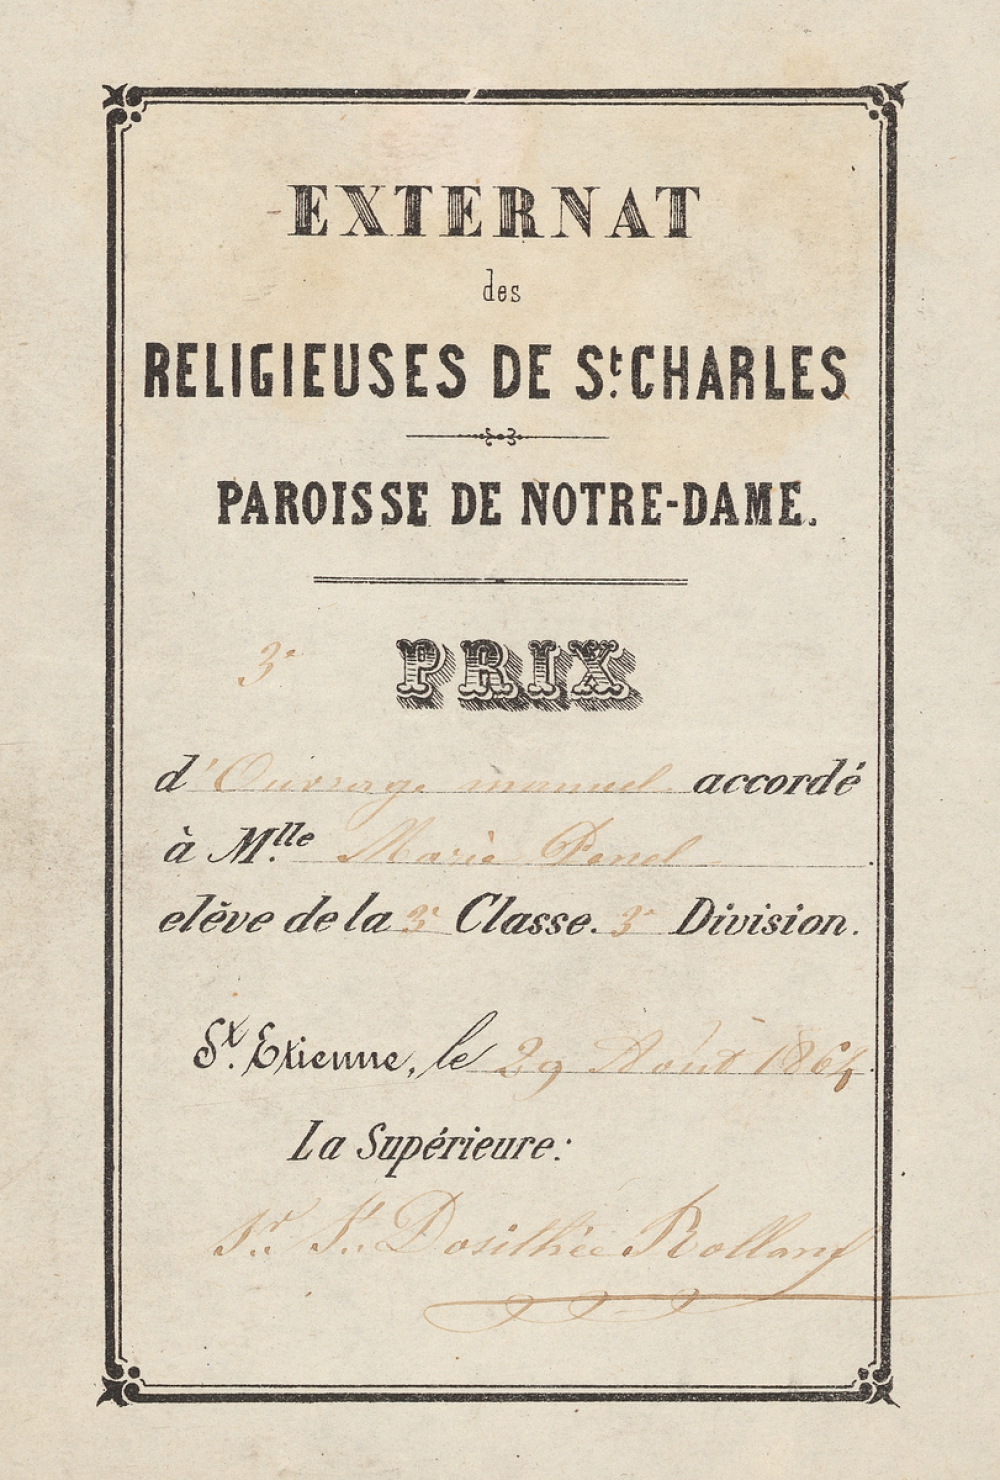 EXTERNAT
des
RELIGIEUSES DE St. CHARLES
PAROISSE DE NOTRE-DAME.
3e PRIX
d'Ouvrage manuel accordé
à Mlle. Marie Penel
elève de la 3e Classe. 3e Division.
St. Etienne, le 29 Août 1864.
La Supérieure:
Sr. St. Dosithée Rolland